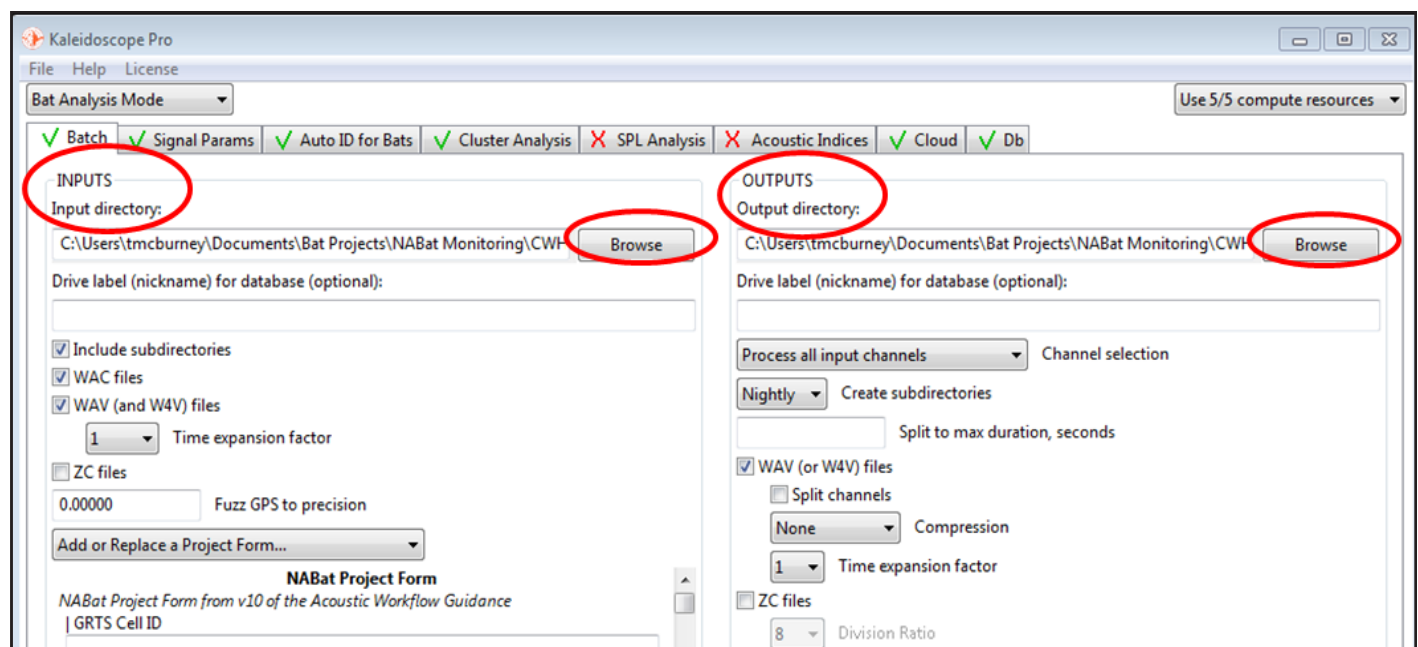 Kaleidoscope Pro
File Help License
Bat Analysis Mode
Use 5/5 compute resources
Batch Signal Params Auto ID for Bats Cluster Analysis SPL Analysis Acoustic Indices Cloud Db
INPUTS
Input directory:
C:\Users\tmcburney\Documents\Bat Projects\NABat Monitoring\CWH Browse
Drive label (nickname) for database (optional):
Include subdirectories
WAC files
WAV (and W4V) files
1 Time expansion factor
ZC files
0.00000 Fuzz GPS to precision
Add or Replace a Project Form...
NABat Project Form
NABat Project Form from v10 of the Acoustic Workflow Guidance
| GRTS Cell ID
OUTPUTS
Output directory:
C:\Users\tmcburney\Documents\Bat Projects\NABat Monitoring\CWH Browse
Drive label (nickname) for database (optional):
Process all input channels Channel selection
Nightly Create subdirectories
Split to max duration, seconds
WAV (or W4V) files
Split channels
None Compression
1 Time expansion factor
ZC files
8 Division Ratio